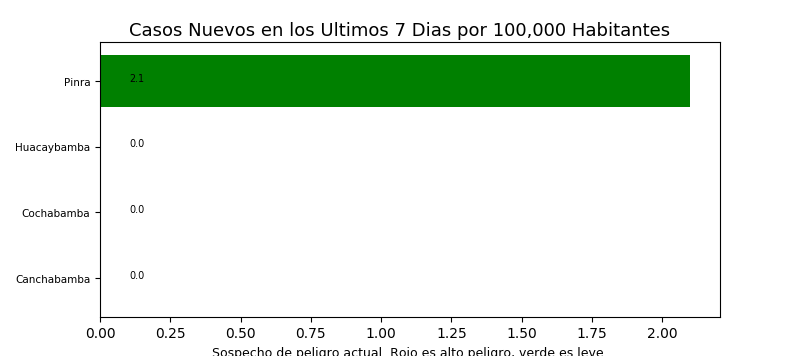 Casos Nuevos en los Ultimos 7 Dias por 100,000 Habitantes
Pinra 2.1
Huacaybamba 0.0
Cochabamba 0.0
Canchabamba 0.0
0.00 0.25 0.50 0.75 1.00 1.25 1.50 1.75 2.00
Sospecho de peligro actual. Rojo es alto peligro, verde es leve